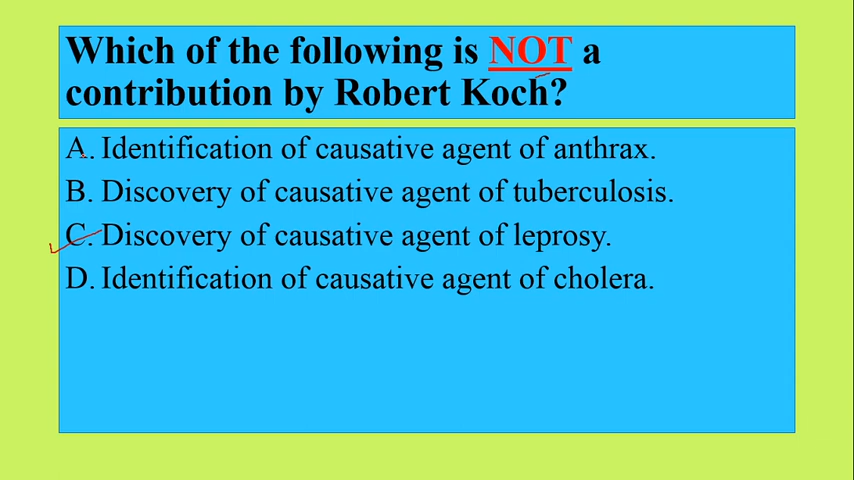 Which of the following is NOT a
contribution by Robert Koch?
A. Identification of causative agent of anthrax.
B. Discovery of causative agent of tuberculosis.
C. Discovery of causative agent of leprosy.
D. Identification of causative agent of cholera.